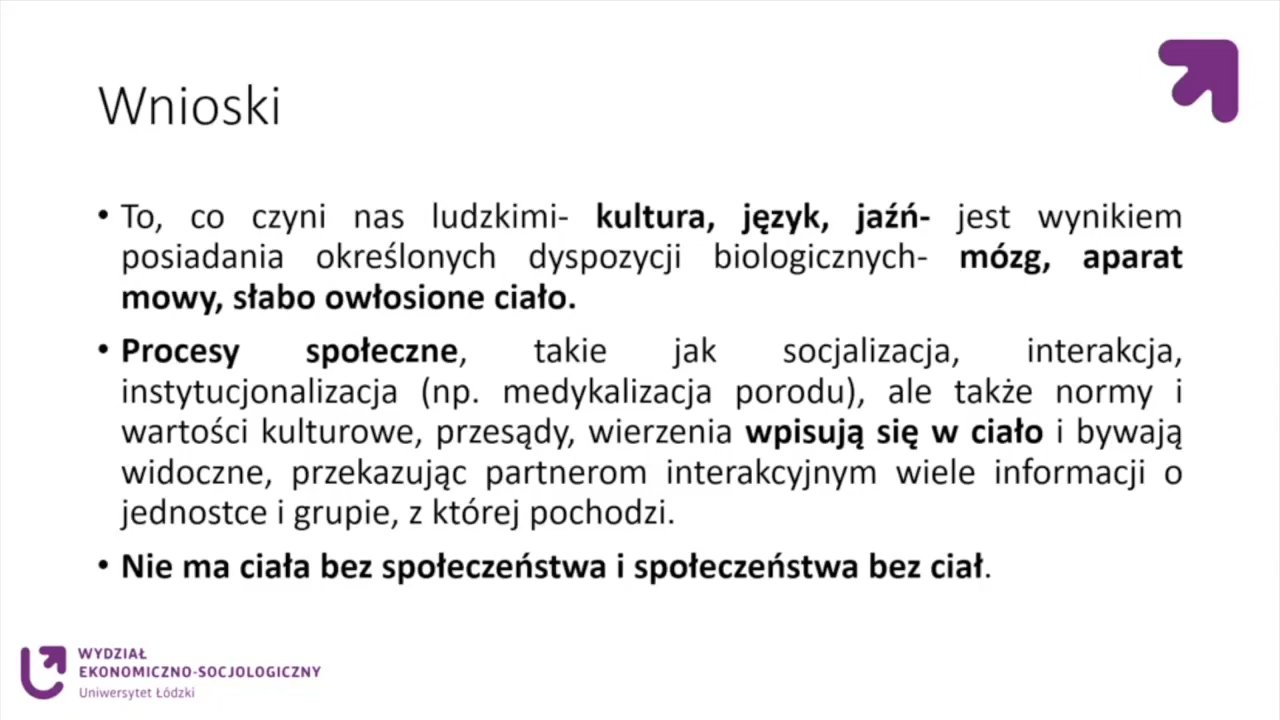 Wnioski
• To, co czyni nas ludzkimi- kultura, język, jaźń- jest wynikiem
posiadania określonych dyspozycji biologicznych- mózg, aparat
mowy, słabo owłosione ciało.
• Procesy społeczne, takie jak socjalizacja, interakcja,
instytucjonalizacja (np. medykalizacja porodu), ale także normy i
wartości kulturowe, przesądy, wierzenia wpisują się w ciało i bywają
widoczne, przekazując partnerom interakcyjnym wiele informacji o
jednostce i grupie, z której pochodzi.
• Nie ma ciała bez społeczeństwa i społeczeństwa bez ciał.
WYDZIAŁ
EKONOMICZNO-SOCJOLOGICZNY
Uniwersytet Łódzki